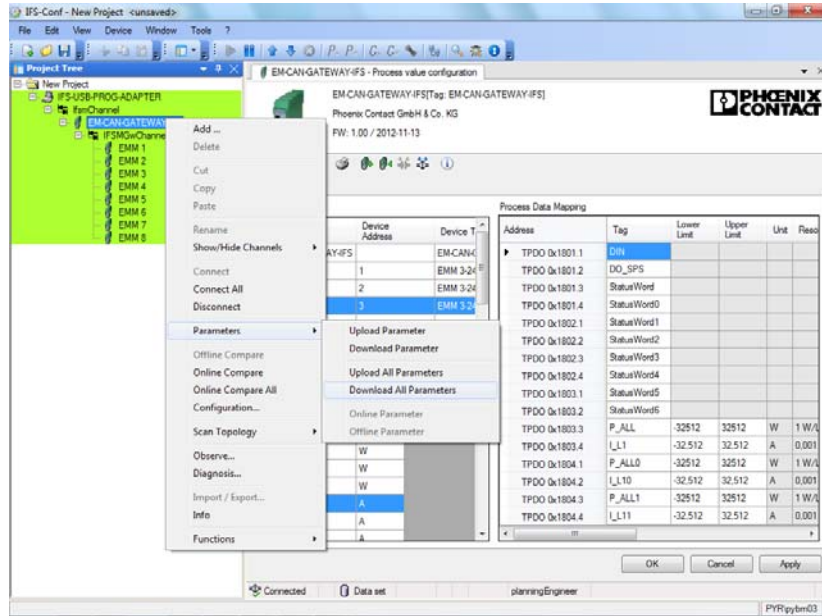 IFS-Conf - New Project <unsaved>
File Edit View Device Window Tools ?
Project Tree
New Project
IFS-USB-PROG-ADAPTER
IfsmChannel
EM-CAN-GATEWAY
IFSMGwChanne
EMM 1
EMM 2
EMM 3
EMM 4
EMM 5
EMM 6
EMM 7
EMM 8
Add ...
Delete
Cut
Copy
Paste
Rename
Show/Hide Channels
Connect
Connect All
Disconnect
Parameters
Offline Compare
Online Compare
Online Compare All
Configuration...
Scan Topology
Observe...
Diagnosis...
Import / Export...
Info
Functions
Upload Parameter
Download Parameter
Upload All Parameters
Download All Parameters
Online Parameter
Offline Parameter
EM-CAN-GATEWAY-IFS - Process value configuration
EM-CAN-GATEWAY-IFS[Tag: EM-CAN-GATEWAY-IFS]
Phoenix Contact GmbH & Co. KG
FW: 1.00 / 2012-11-13
PHŒNIX
CONTACT
Device Address Device T
AY-IFS EM-CAN-G
1 EMM 3-24
2 EMM 3-24
3 EMM 3-24
W
W
W
A
A
A
Process Data Mapping
Address Tag Lower Limit Upper Limit Unit Reso
TPDO 0x1801.1 DIN
TPDO 0x1801.2 DO_SPS
TPDO 0x1801.3 StatusWord
TPDO 0x1801.4 StatusWord0
TPDO 0x1802.1 StatusWord1
TPDO 0x1802.2 StatusWord2
TPDO 0x1802.3 StatusWord3
TPDO 0x1802.4 StatusWord4
TPDO 0x1803.1 StatusWord5
TPDO 0x1803.2 StatusWord6
TPDO 0x1803.3 P_ALL -32512 32512 W 1 W/L
TPDO 0x1803.4 I_L1 -32.512 32.512 A 0,001
TPDO 0x1804.1 P_ALL0 -32512 32512 W 1 W/L
TPDO 0x1804.2 I_L10 -32.512 32.512 A 0,001
TPDO 0x1804.3 P_ALL1 -32512 32512 W 1 W/L
TPDO 0x1804.4 I_L11 -32.512 32.512 A 0.001
OK Cancel Apply
Connected Data set planningEngineer
PYR\pybm03